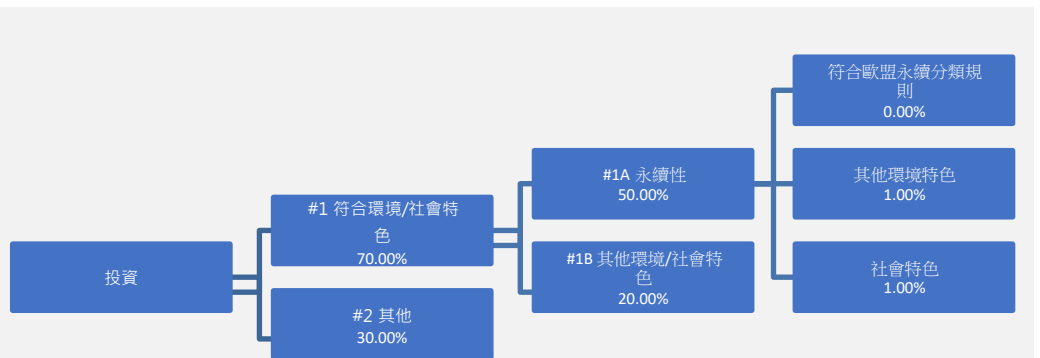 投資
#1 符合環境/社會特
色
70.00%
#2 其他
30.00%
#1A 永續性
50.00%
#1B 其他環境/社會特
色
20.00%
符合歐盟永續分類規
則
0.00%
其他環境特色
1.00%
社會特色
1.00%